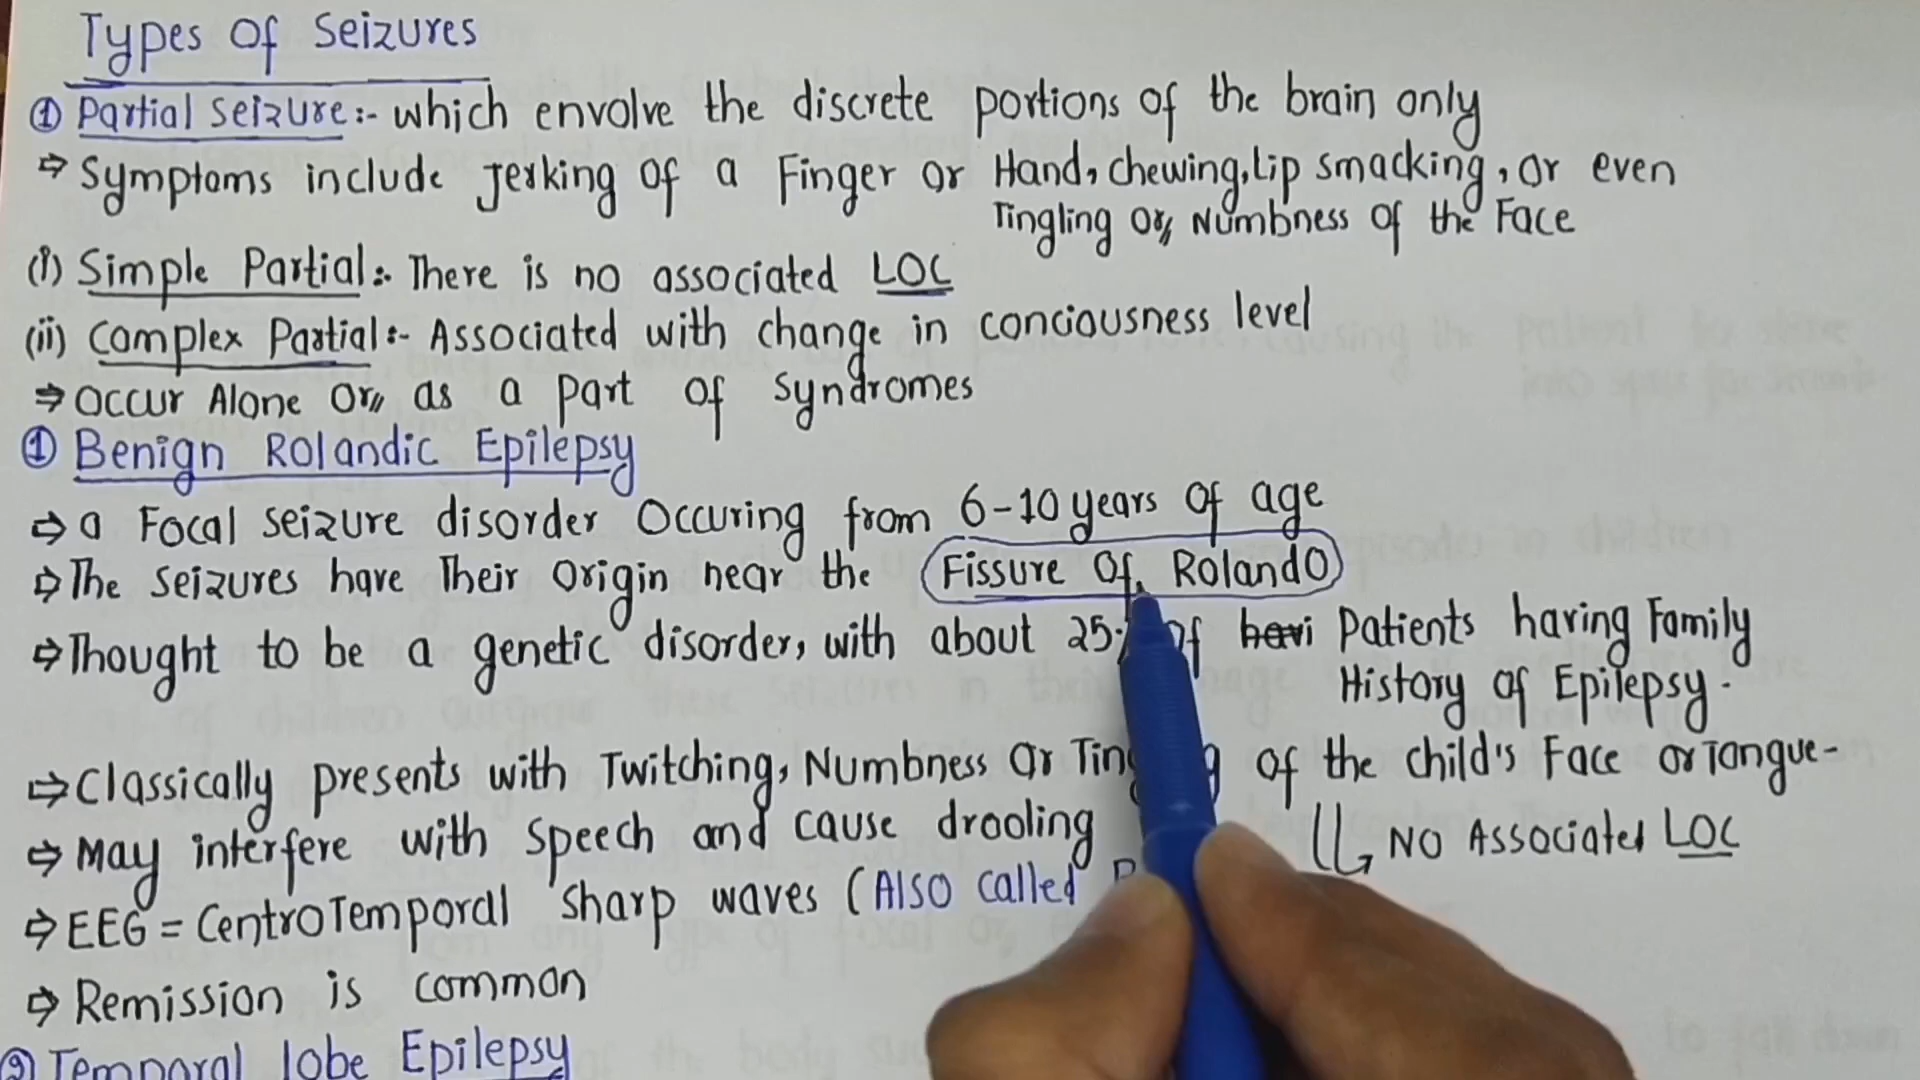 Types of Seizures
① Partial Seizure :- which envolve the discrete portions of the brain only
⇒ Symptoms include Jerking of a Finger or Hand, chewing, Lip smacking, or even
Tingling or Numbness of the Face
(i) Simple Partial :- There is no associated LOC
(ii) Complex Partial :- Associated with change in conciousness level
⇒ Occur Alone or as a part of Syndromes
① Benign Rolandic Epilepsy
⇒ a Focal seizure disorder Occuring from 6-10 years of age
⇒ The seizures have Their origin near the Fissure of Rolando
⇒ Thought to be a genetic disorder, with about 25% of havi Patients having Family
History of Epilepsy.
⇒ Classically presents with Twitching, Numbness or of the child's Face or Tongue-
⇒ May interfere with Speech and cause drooling
↳ NO Associated LOC
⇒ EEG = CentroTemporal sharp waves (Also called
⇒ Remission is common
② Temporal lobe Epilepsy